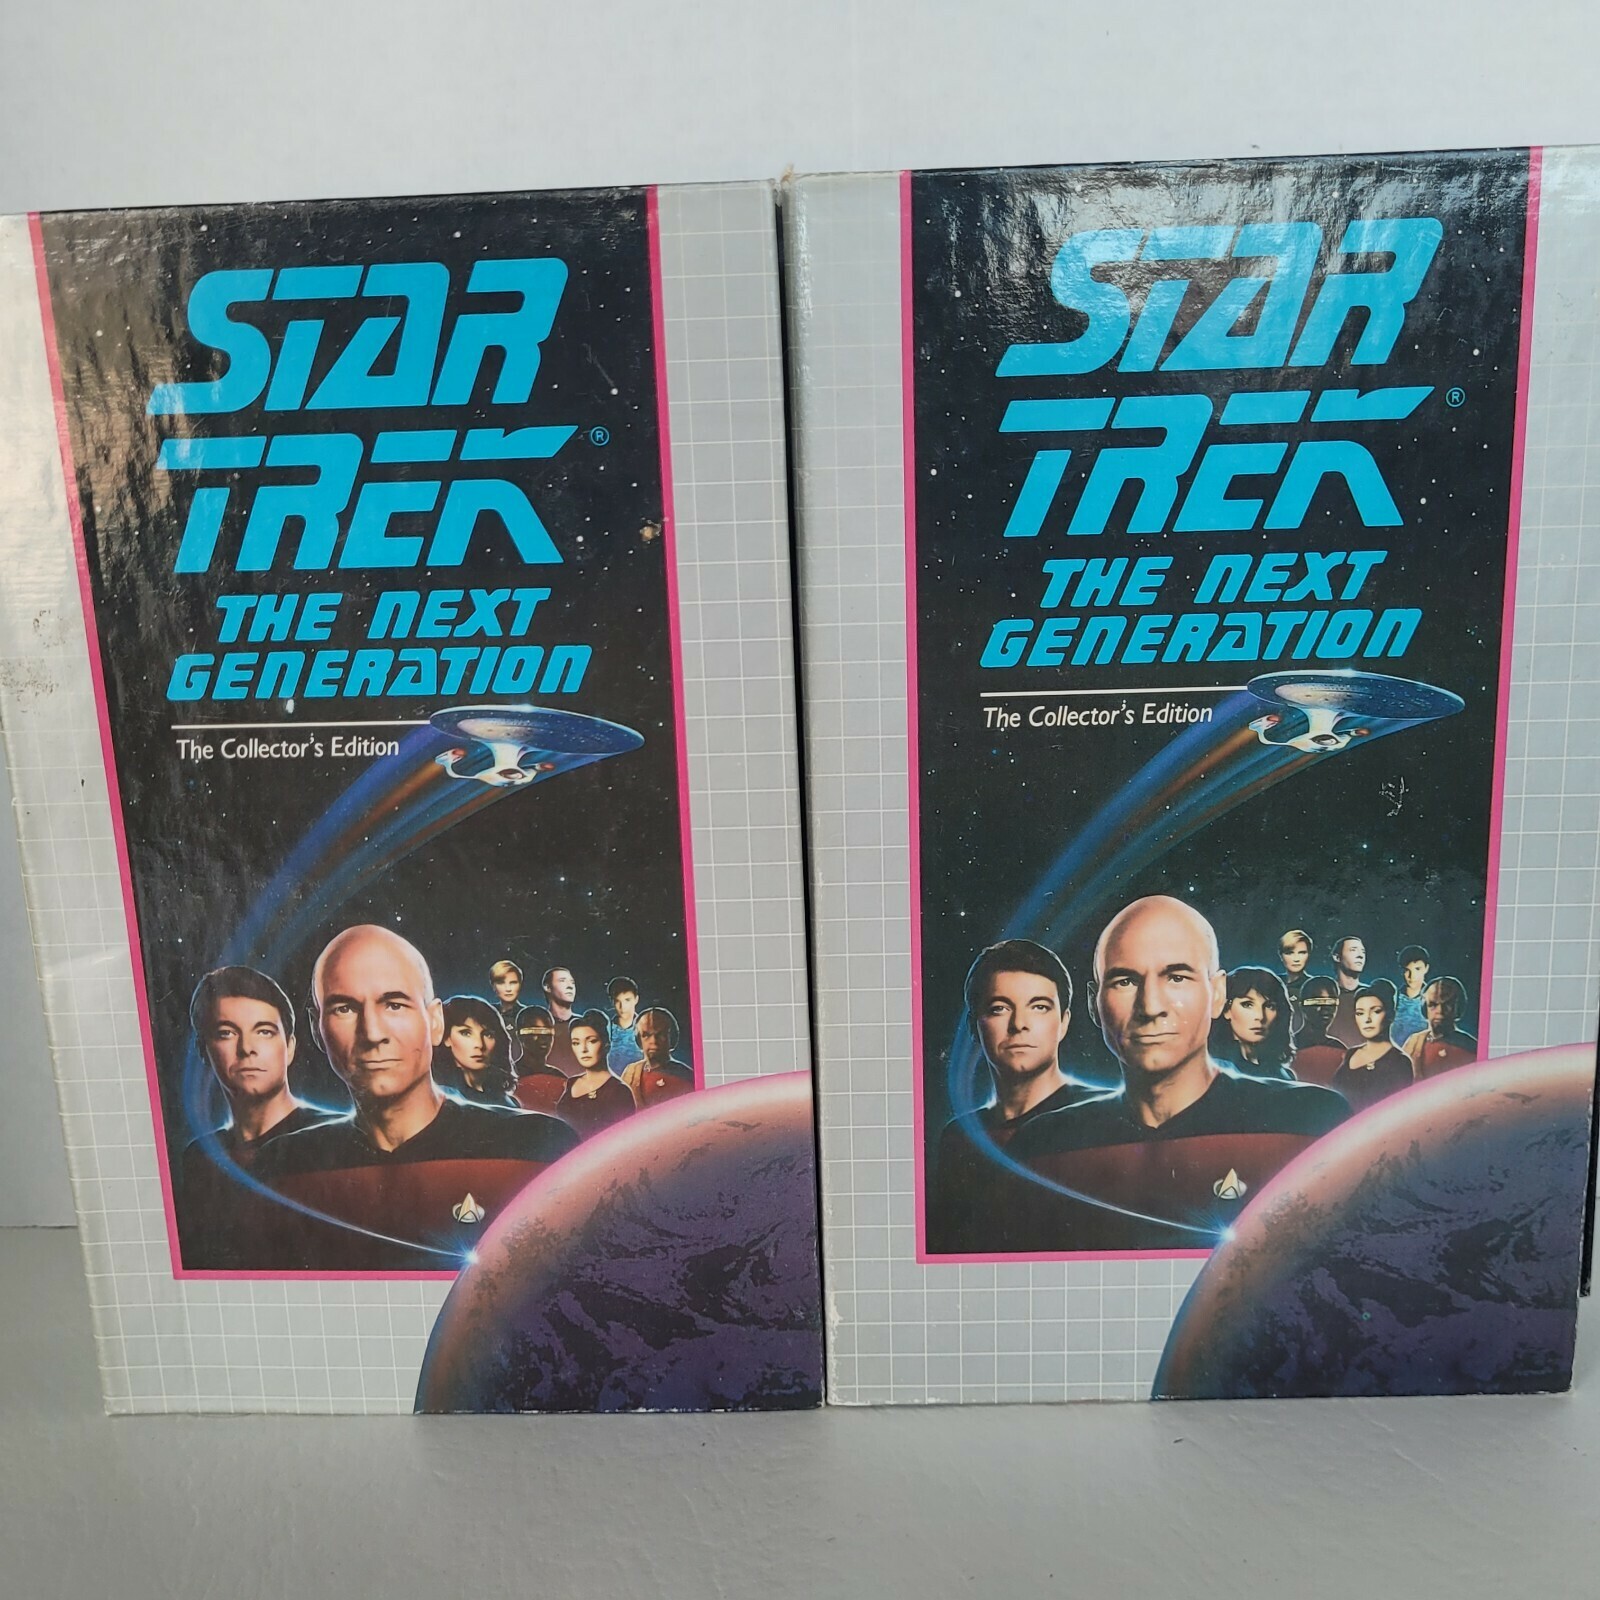 STAR
TREK®
THE NEXT
GENERATION
The Collector's Edition
STAR
TREK®
THE NEXT
GENERATION
The Collector's Edition